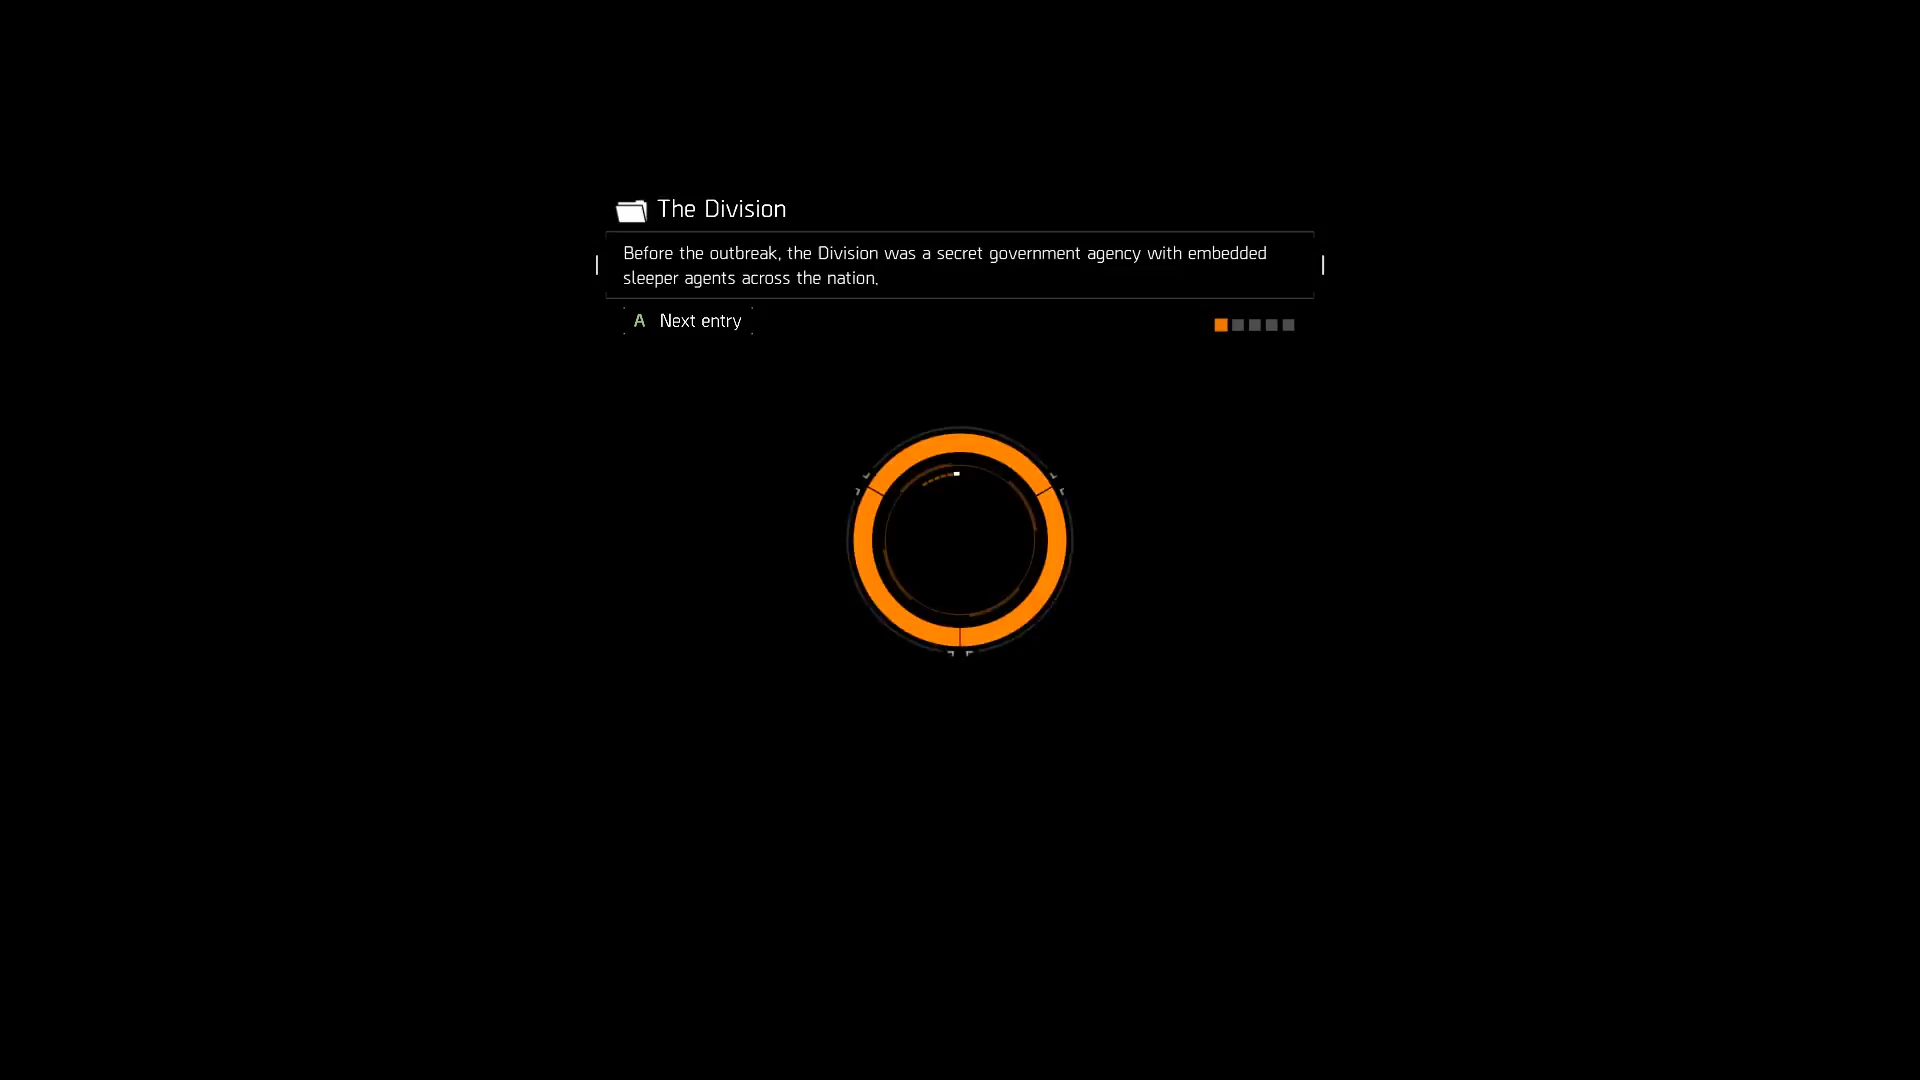 The Division
Before the outbreak, the Division was a secret government agency with embedded
sleeper agents across the nation.
A Next entry